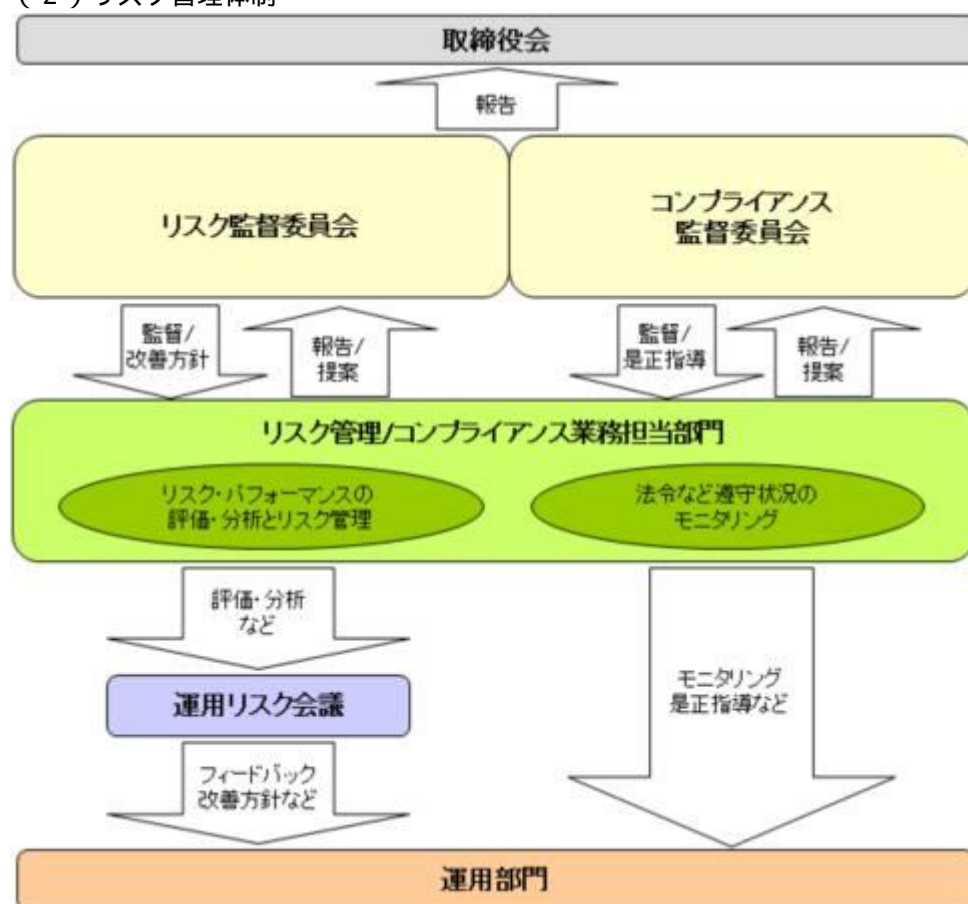 (2)リスク管理体制
取締役会
報告
リスク監督委員会
コンプライアンス
監督委員会
監督/
改善方針
報告/
提案
監督/
是正指導
報告/
提案
リスク管理/コンプライアンス業務担当部門
リスク・パフォーマンスの
評価・分析とリスク管理
法令など遵守状況の
モニタリング
評価・分析
など
運用リスク会議
モニタリング
是正指導など
フィードバック
改善方針など
運用部門